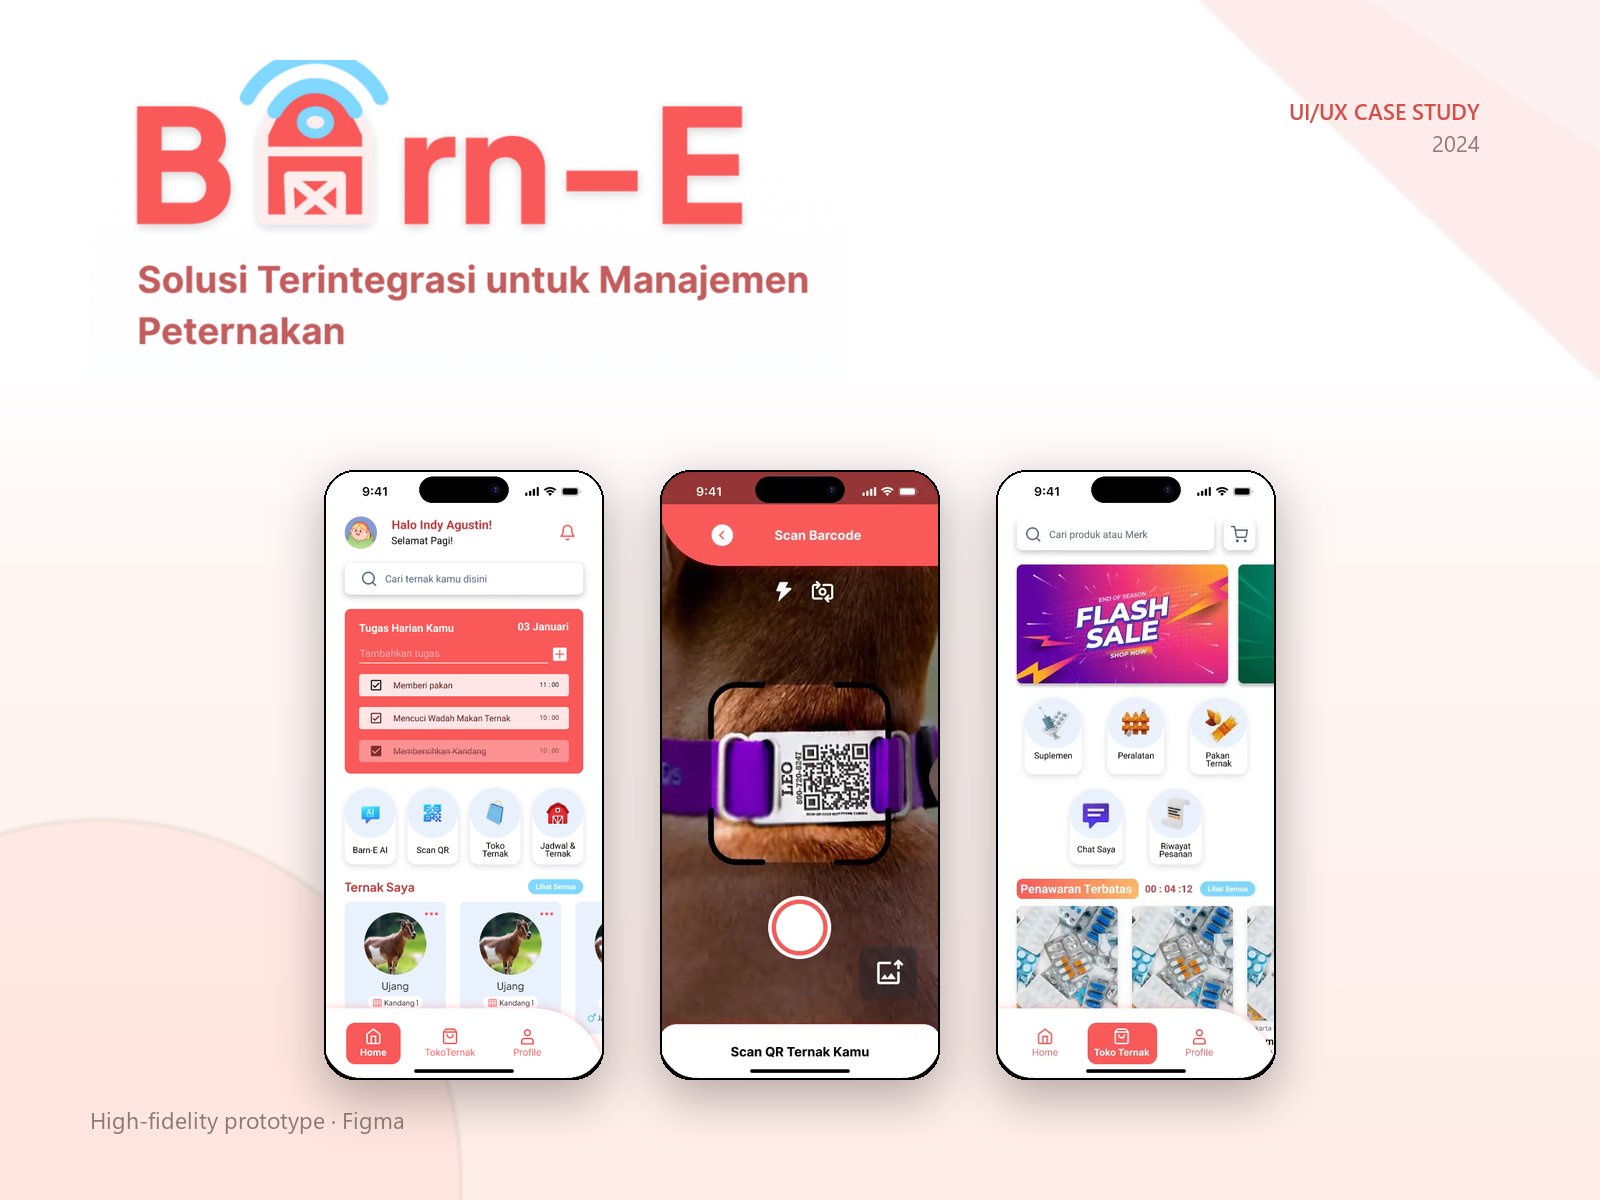 Barn-E
Solusi Terintegrasi untuk Manajemen
Peternakan
UI/UX CASE STUDY
2024
9:41
Halo Indy Agustin!
Selamat Pagi!
Cari ternak kamu disini
Tugas Harian Kamu
03 Januari
Tambahkan tugas
Memberi pakan
11:00
Mencuci Wadah Makan Ternak
10:00
Membersihkan Kandang
10:00
AI
Barn-E AI
Scan QR
Toko
Ternak
Jadwal &
Ternak
Ternak Saya
Lihat Semua
Ujang
Kandang 1
Ujang
Kandang 1
Home
TokoTernak
Profile
9:41
Scan Barcode
LEO
800-720-8247
Scan QR Ternak Kamu
9:41
Cari produk atau Merk
END OF SEASON
FLASH
SALE
SHOP NOW
Suplemen
Peralatan
Pakan
Ternak
Chat Saya
Riwayat
Pesanan
Penawaran Terbatas
00 : 04 : 12
Lihat Semua
Home
Toko Ternak
Profile
High-fidelity prototype · Figma